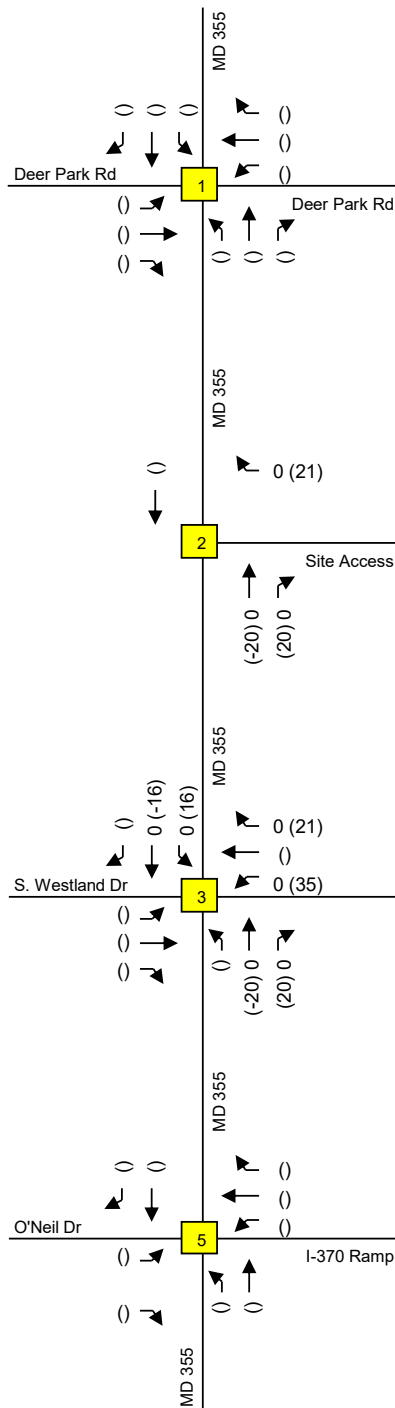 MD 355
() () () ()
()
Deer Park Rd ()
1
() Deer Park Rd
()
() () () ()
MD 355
() 0 (21)
2
Site Access
(-20) 0 (20) 0
MD 355
() 0 (-16) 0 (16) 0 (21)
()
S. Westland Dr 0 (35)
3
()
()
() () (-20) 0 (20) 0
MD 355
() () ()
()
O'Neil Dr ()
5
() I-370 Ramp
() () ()
MD 355